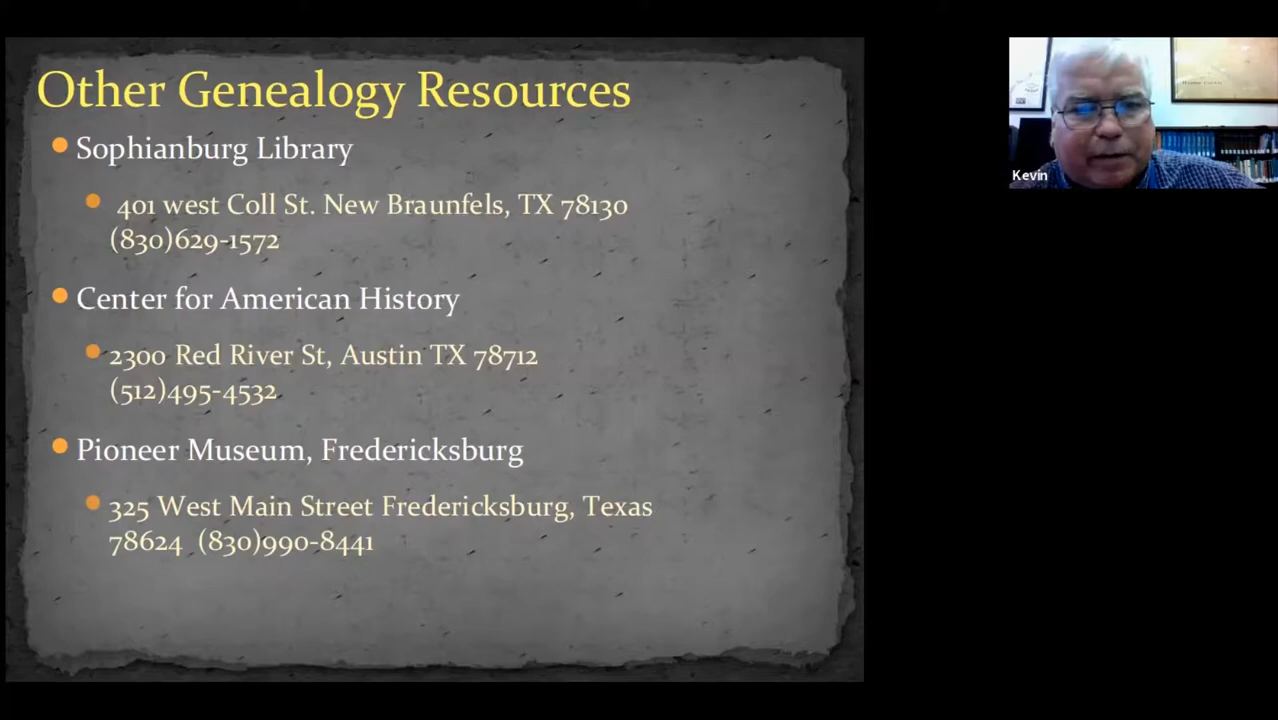 Other Genealogy Resources
Sophianburg Library
401 west Coll St. New Braunfels, TX 78130
(830)629-1572
Center for American History
2300 Red River St, Austin TX 78712
(512)495-4532
Pioneer Museum, Fredericksburg
325 West Main Street Fredericksburg, Texas
78624 (830)990-8441
Kevin